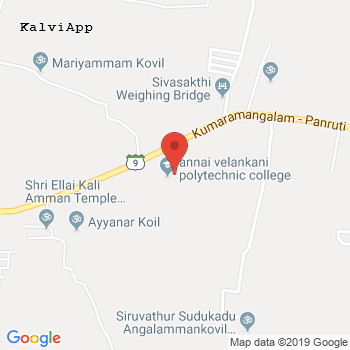 KalviApp
Mariyammam Kovil
Sivasakthi
Weighing Bridge
Kumaramangalam - Panruti
9
annai velankani
polytechnic college
Shri Ellai Kali
Amman Temple...
Ayyanar Koil
Siruvathur Sudukadu
Angalammankovil...
Google
Map data ©2019 Google